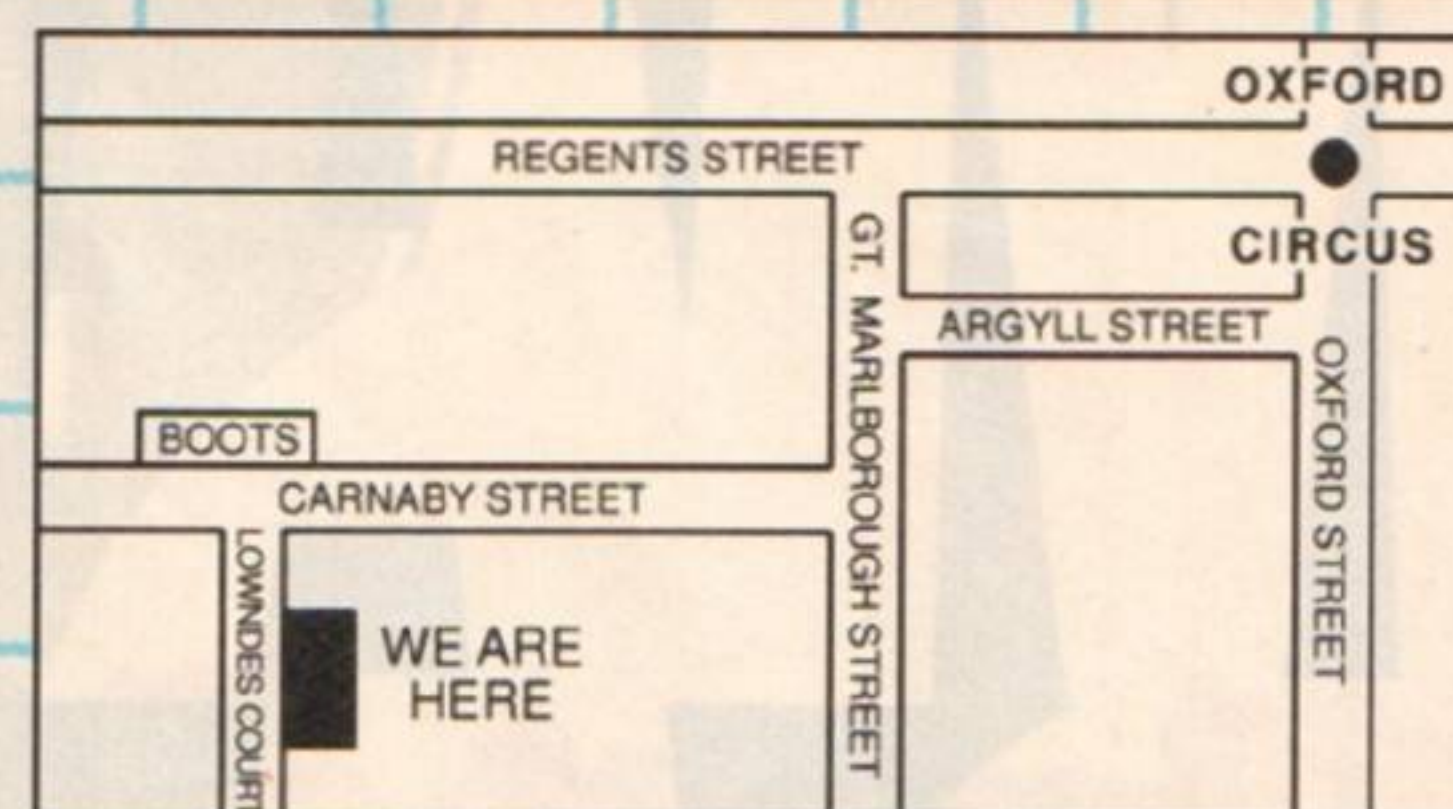 OXFORD
REGENTS STREET
CIRCUS
GT. MARLBOROUGH STREET
ARGYLL STREET
OXFORD STREET
BOOTS
CARNABY STREET
LOWNDES COURT
WE ARE
HERE